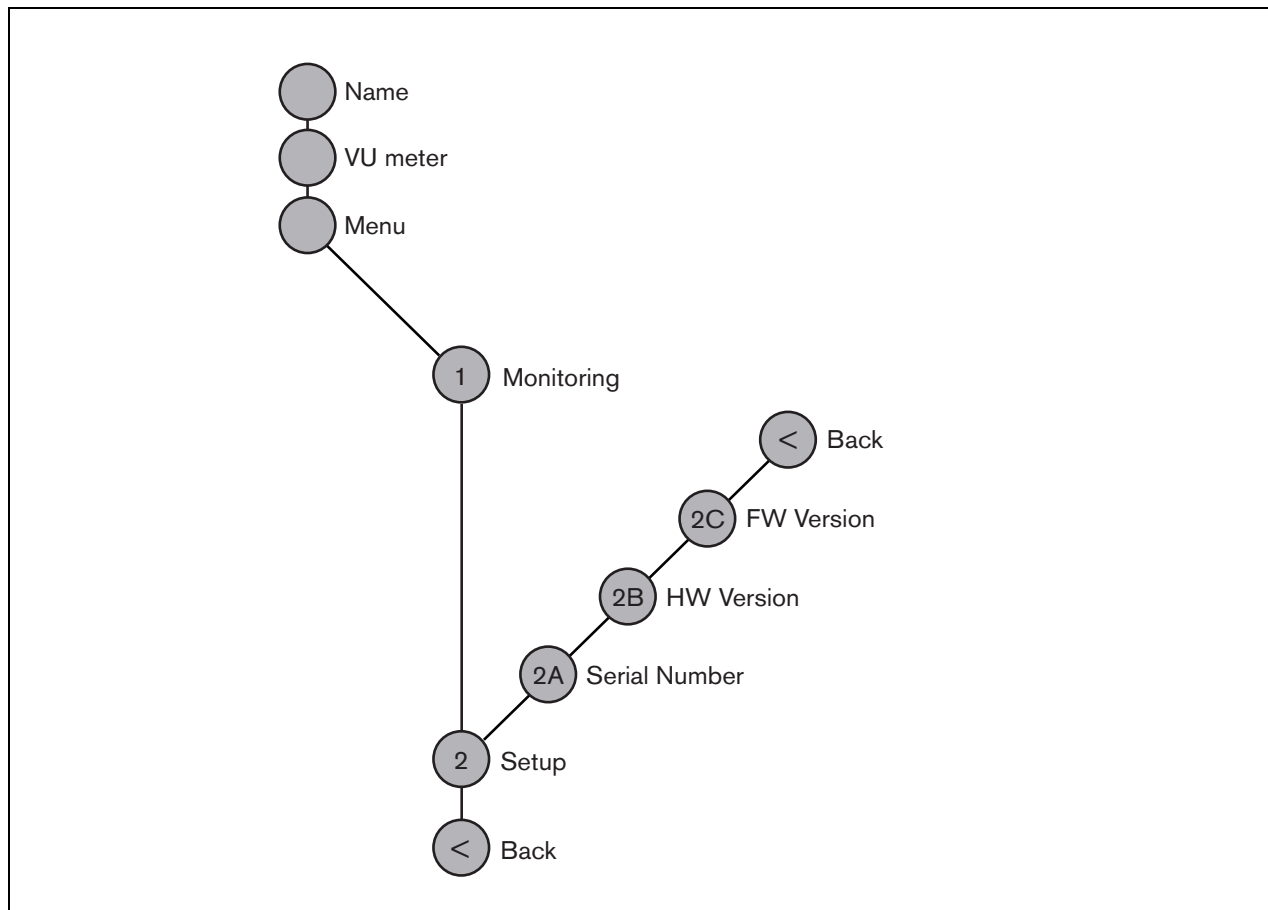 Name
VU meter
Menu
1 Monitoring
< Back
2C FW Version
2B HW Version
2A Serial Number
2 Setup
< Back